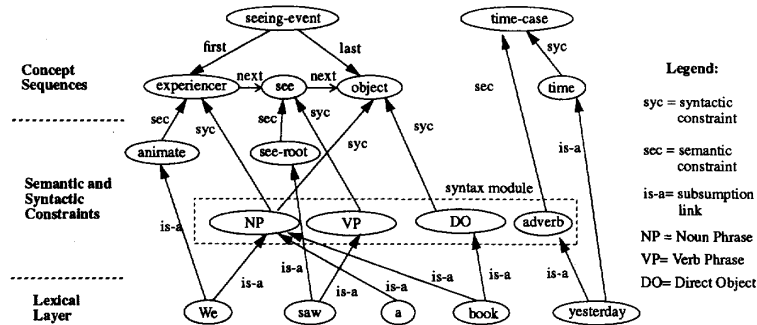 seeing-event
time-case
first
last
syc
Concept
Sequences
experiencer
next
see
next
object
sec
time
Legend:
syc = syntactic
constraint
sec
syc
sec
syc
syc
syc
is-a
animate
see-root
sec = semantic
constraint
Semantic and
Syntactic
Constraints
syntax module
is-a= subsumption
link
is-a
NP
VP
DO
adverb
NP = Noun Phrase
VP= Verb Phrase
DO= Direct Object
is-a
is-a
is-a
is-a
is-a
is-a
is-a
is-a
Lexical
Layer
We
saw
a
book
yesterday